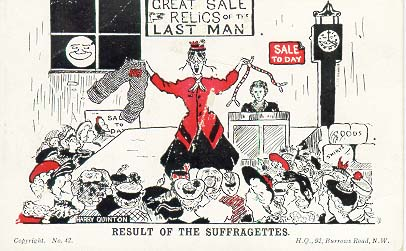 GREAT SALE
RELICS OF THE
LAST MAN
SALE
TO DAY
SALE
TO
DAY
GOODS
HARRY QUINTON
RESULT OF THE SUFFRAGETTES.
Copyright. No. 42.
H.Q., 92, Burrows Road, N.W.